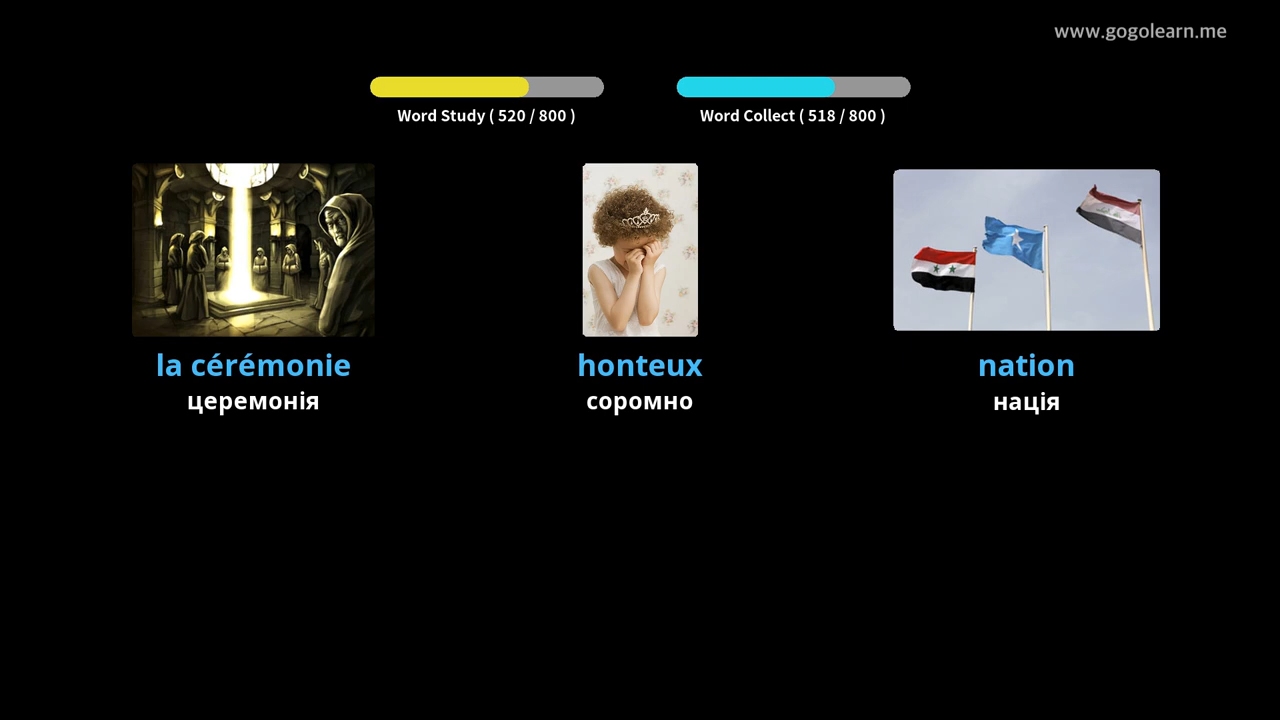 www.gogolearn.me
Word Study ( 520 / 800 )
Word Collect ( 518 / 800 )
la cérémonie
церемонія
honteux
соромно
nation
нація